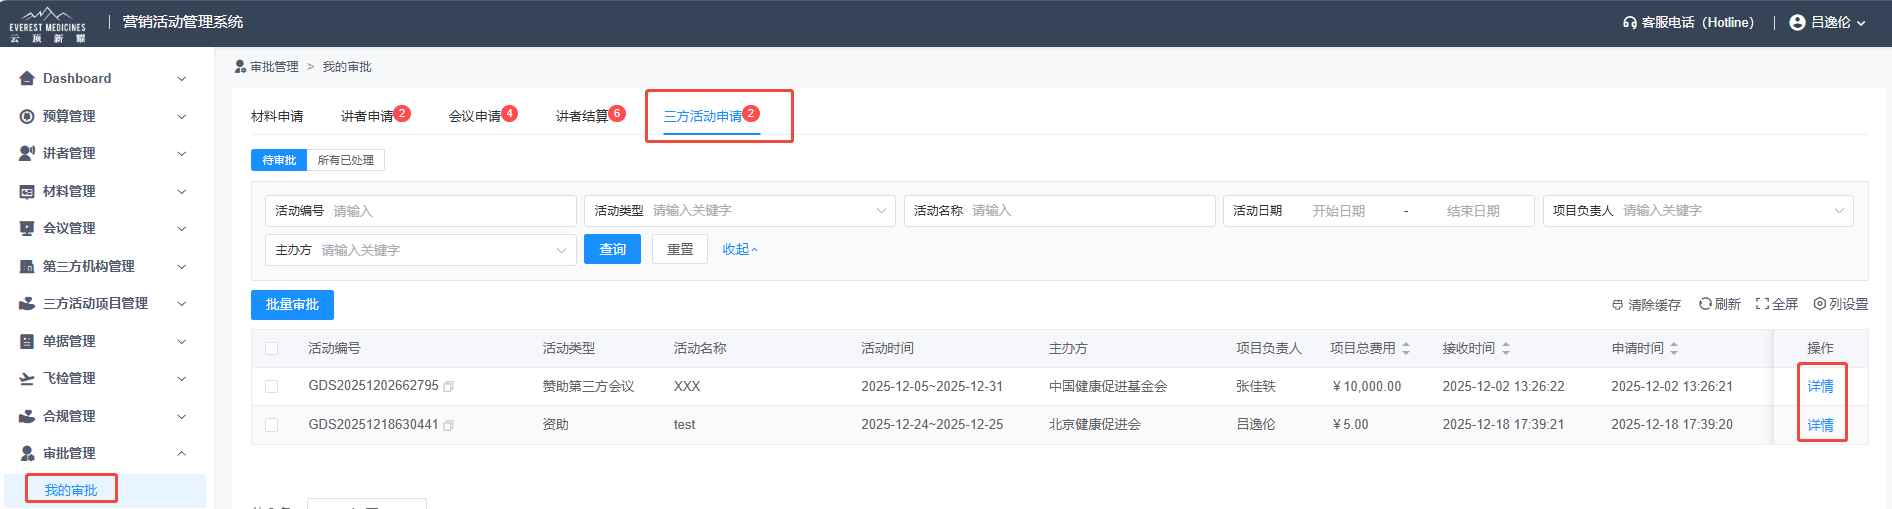 EVEREST MEDICINES
云顶新耀
营销活动管理系统
客服电话（Hotline）
吕逸伦
Dashboard
预算管理
讲者管理
材料管理
会议管理
第三方机构管理
三方活动项目管理
单据管理
飞检管理
合规管理
审批管理
我的审批
审批管理 > 我的审批
材料申请 讲者申请 2 会议申请 4 讲者结算 6 三方活动申请 2
待审批 所有已处理
活动编号 请输入 活动类型 请输入关键字 活动名称 请输入 活动日期 开始日期 - 结束日期 项目负责人 请输入关键字
主办方 请输入关键字 查询 重置 收起
批量审批 清除缓存 刷新 全屏 列设置
活动编号 活动类型 活动名称 活动时间 主办方 项目负责人 项目总费用 接收时间 申请时间 操作
GDS20251202662795 赞助第三方会议 XXX 2025-12-05~2025-12-31 中国健康促进基金会 张佳轶 ￥10,000.00 2025-12-02 13:26:22 2025-12-02 13:26:21 详情
GDS20251218630441 资助 test 2025-12-24~2025-12-25 北京健康促进会 吕逸伦 ￥5.00 2025-12-18 17:39:21 2025-12-18 17:39:20 详情